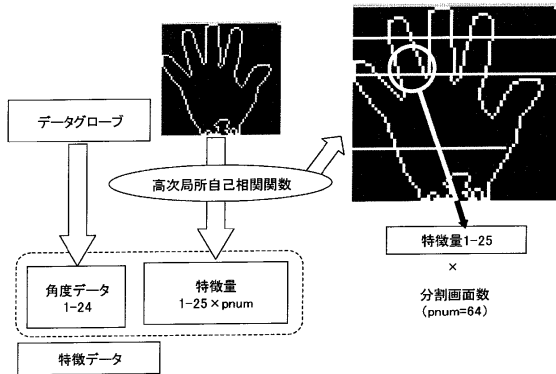 データグローブ
高次局所自己相関関数
特徴量1-25
×
分割画面数
(pnum=64)
角度データ
1-24
特徴量
1-25×pnum
特徴データ